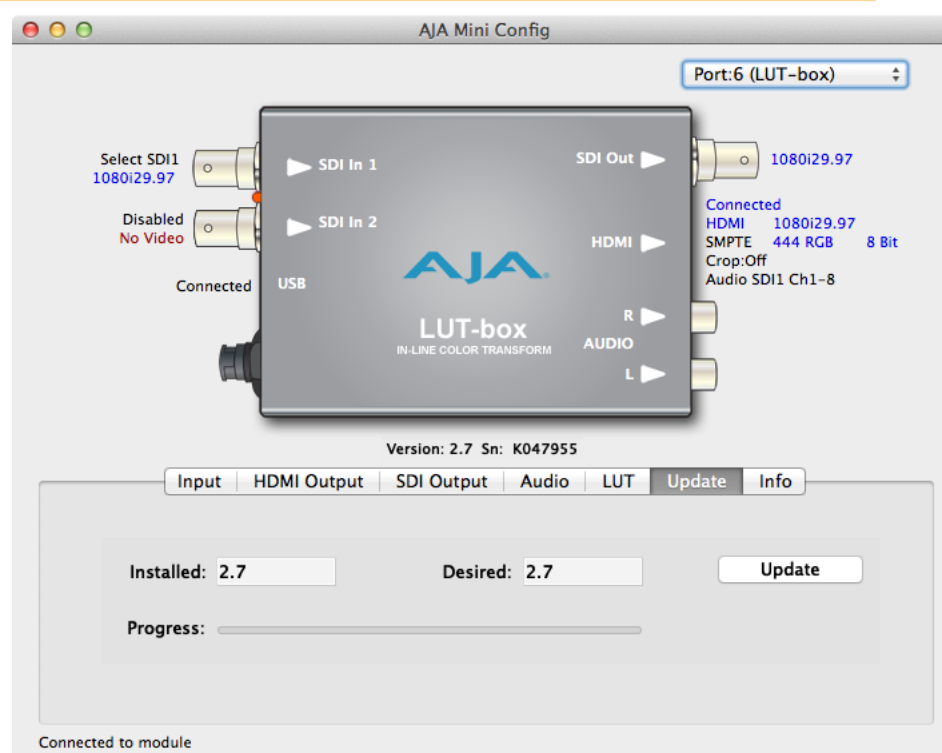 AJA Mini Config
Port:6 (LUT-box)
Select SDI1
1080i29.97
Disabled
No Video
Connected
SDI In 1
SDI In 2
USB
AJA
LUT-box
IN-LINE COLOR TRANSFORM
SDI Out
HDMI
R
AUDIO
L
1080i29.97
Connected
HDMI 1080i29.97
SMPTE 444 RGB 8 Bit
Crop:Off
Audio SDI1 Ch1-8
Version: 2.7 Sn: K047955
Input HDMI Output SDI Output Audio LUT Update Info
Installed: 2.7 Desired: 2.7 Update
Progress:
Connected to module